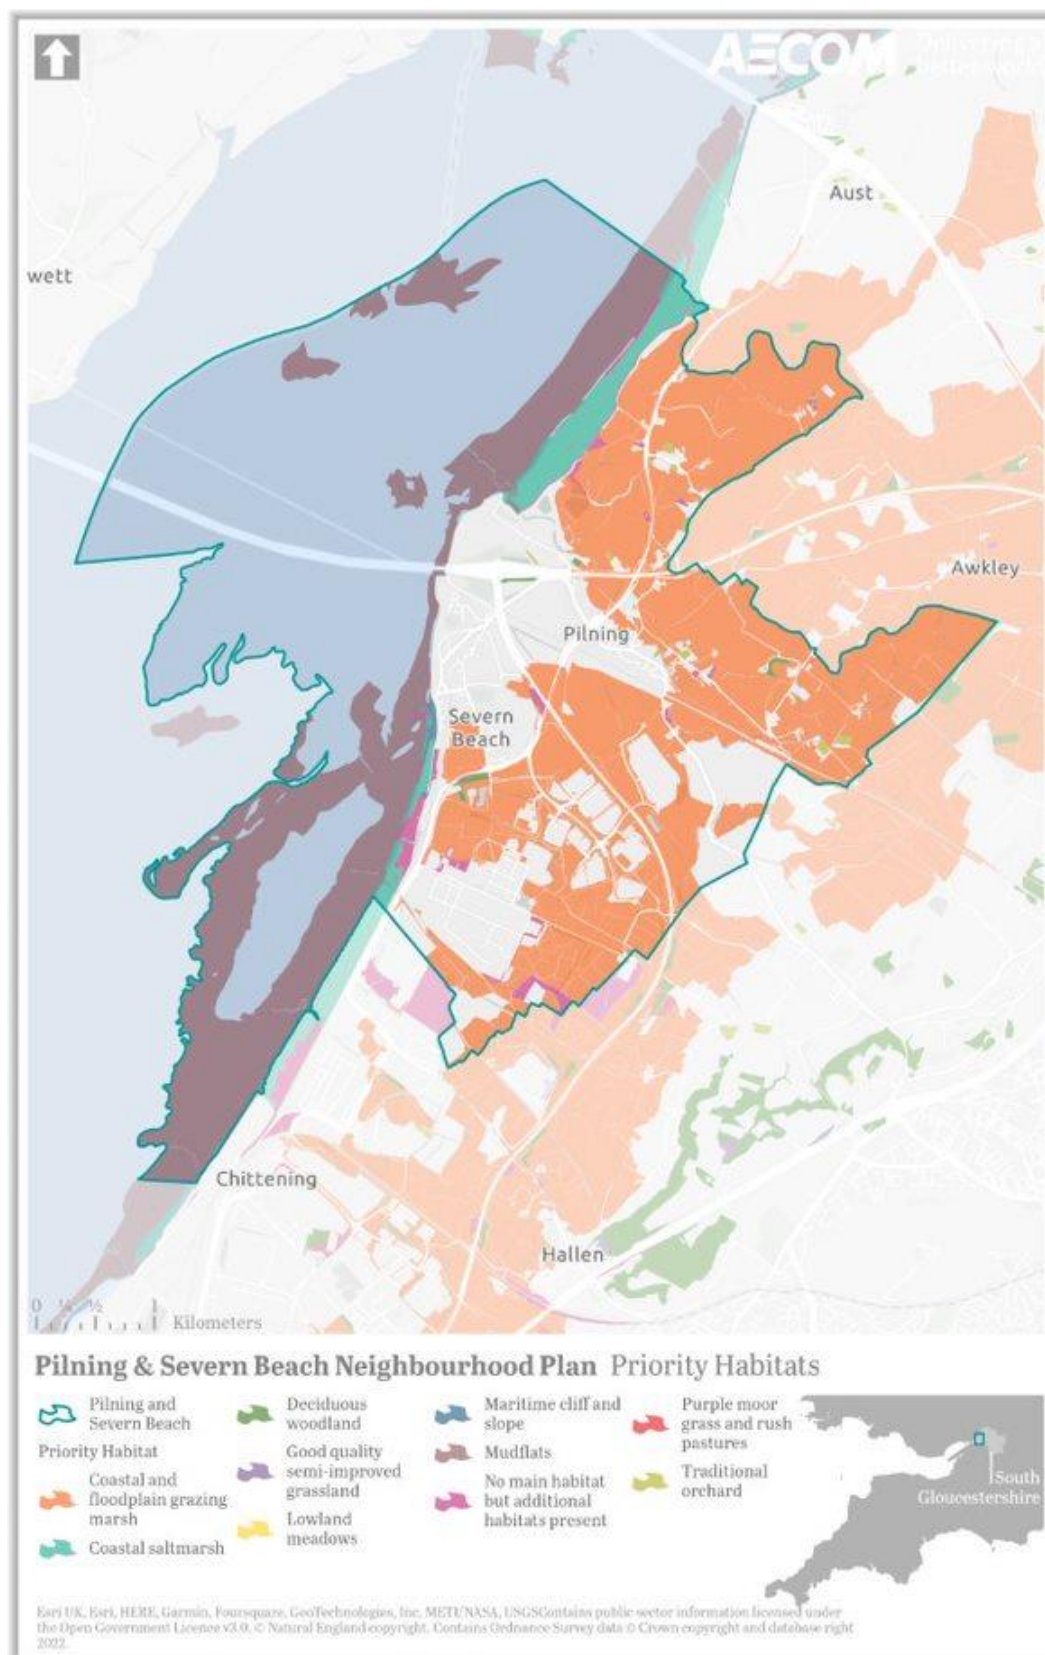 AECOM Delivering a
better world
Aust
wett
Awkley
Pilning
Severn
Beach
Chittening
Hallen
0 ¼ ½ 1
Kilometers
Pilning & Severn Beach Neighbourhood Plan Priority Habitats
Pilning and
Severn Beach
Priority Habitat
Coastal and
floodplain grazing
marsh
Coastal saltmarsh
Deciduous
woodland
Good quality
semi-improved
grassland
Lowland
meadows
Maritime cliff and
slope
Mudflats
No main habitat
but additional
habitats present
Purple moor
grass and rush
pastures
Traditional
orchard
South
Gloucestershire
Esri UK, Esri, HERE, Garmin, Foursquare, GeoTechnologies, Inc, METI/NASA, USGSContains public sector information licensed under
the Open Government Licence v3.0. © Natural England copyright. Contains Ordnance Survey data © Crown copyright and database right
2022.